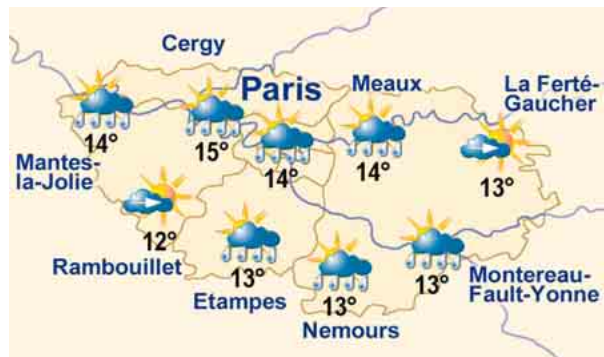 Cergy
Paris
Meaux
La Ferté-
Gaucher
14°
15°
14°
14°
13°
Mantes-
la-Jolie
12°
Rambouillet
13°
Etampes
13°
Nemours
13°
Montereau-
Fault-Yonne